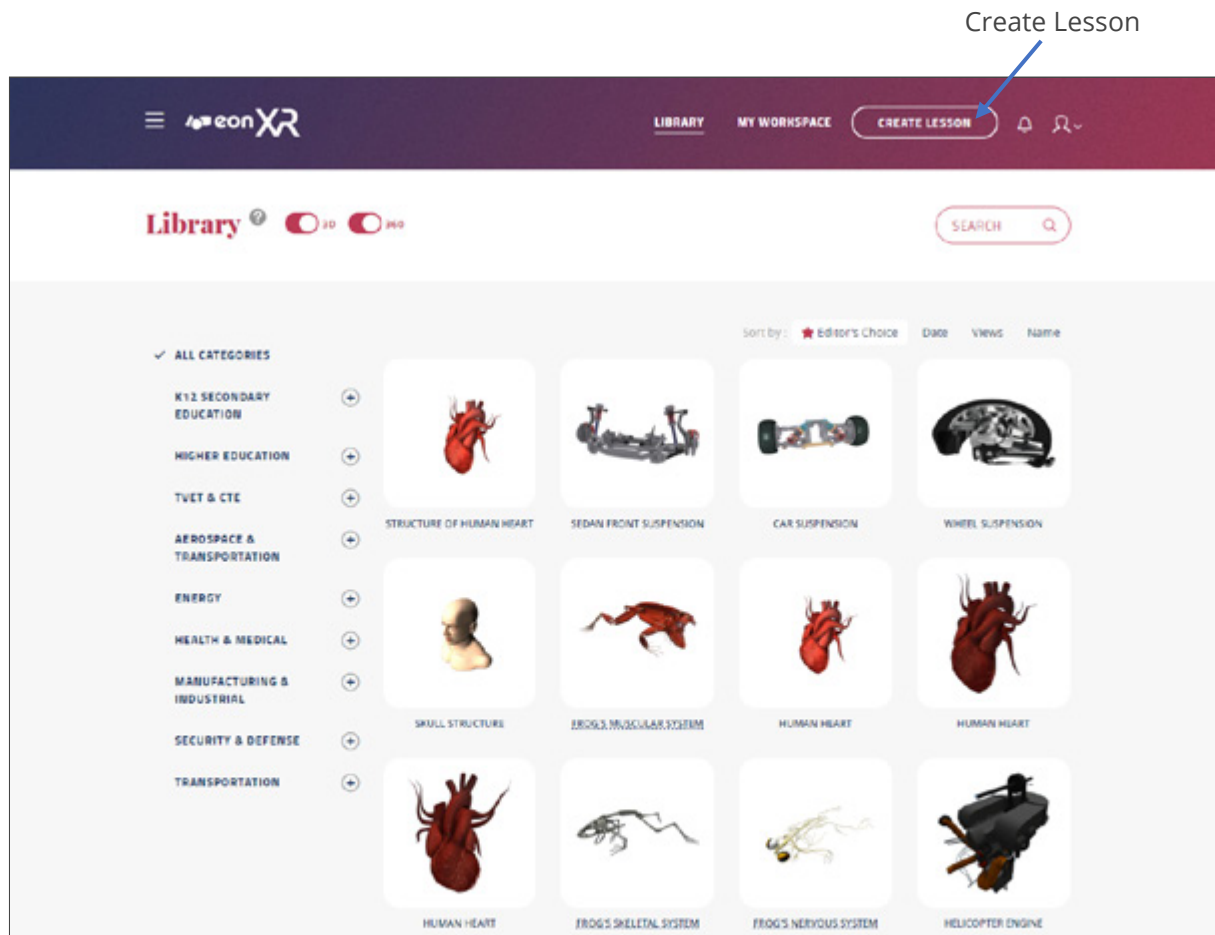 Create Lesson
eonXR
LIBRARY
MY WORKSPACE
CREATE LESSON
Library
?
3D
360
SEARCH
Sort by :
Editor's Choice
Date
Views
Name
ALL CATEGORIES
K12 SECONDARY
EDUCATION
HIGHER EDUCATION
TVET & CTE
AEROSPACE &
TRANSPORTATION
ENERGY
HEALTH & MEDICAL
MANUFACTURING &
INDUSTRIAL
SECURITY & DEFENSE
TRANSPORTATION
STRUCTURE OF HUMAN HEART
SEDAN FRONT SUSPENSION
CAR SUSPENSION
WHEEL SUSPENSION
SKULL STRUCTURE
FROG'S MUSCULAR SYSTEM
HUMAN HEART
HUMAN HEART
HUMAN HEART
FROG'S SKELETAL SYSTEM
FROG'S NERVOUS SYSTEM
HELICOPTER ENGINE